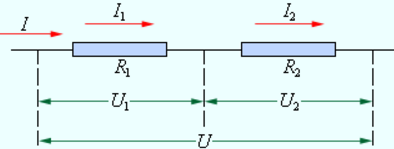 I I₁ I₂
R₁ R₂
U₁ U₂
U